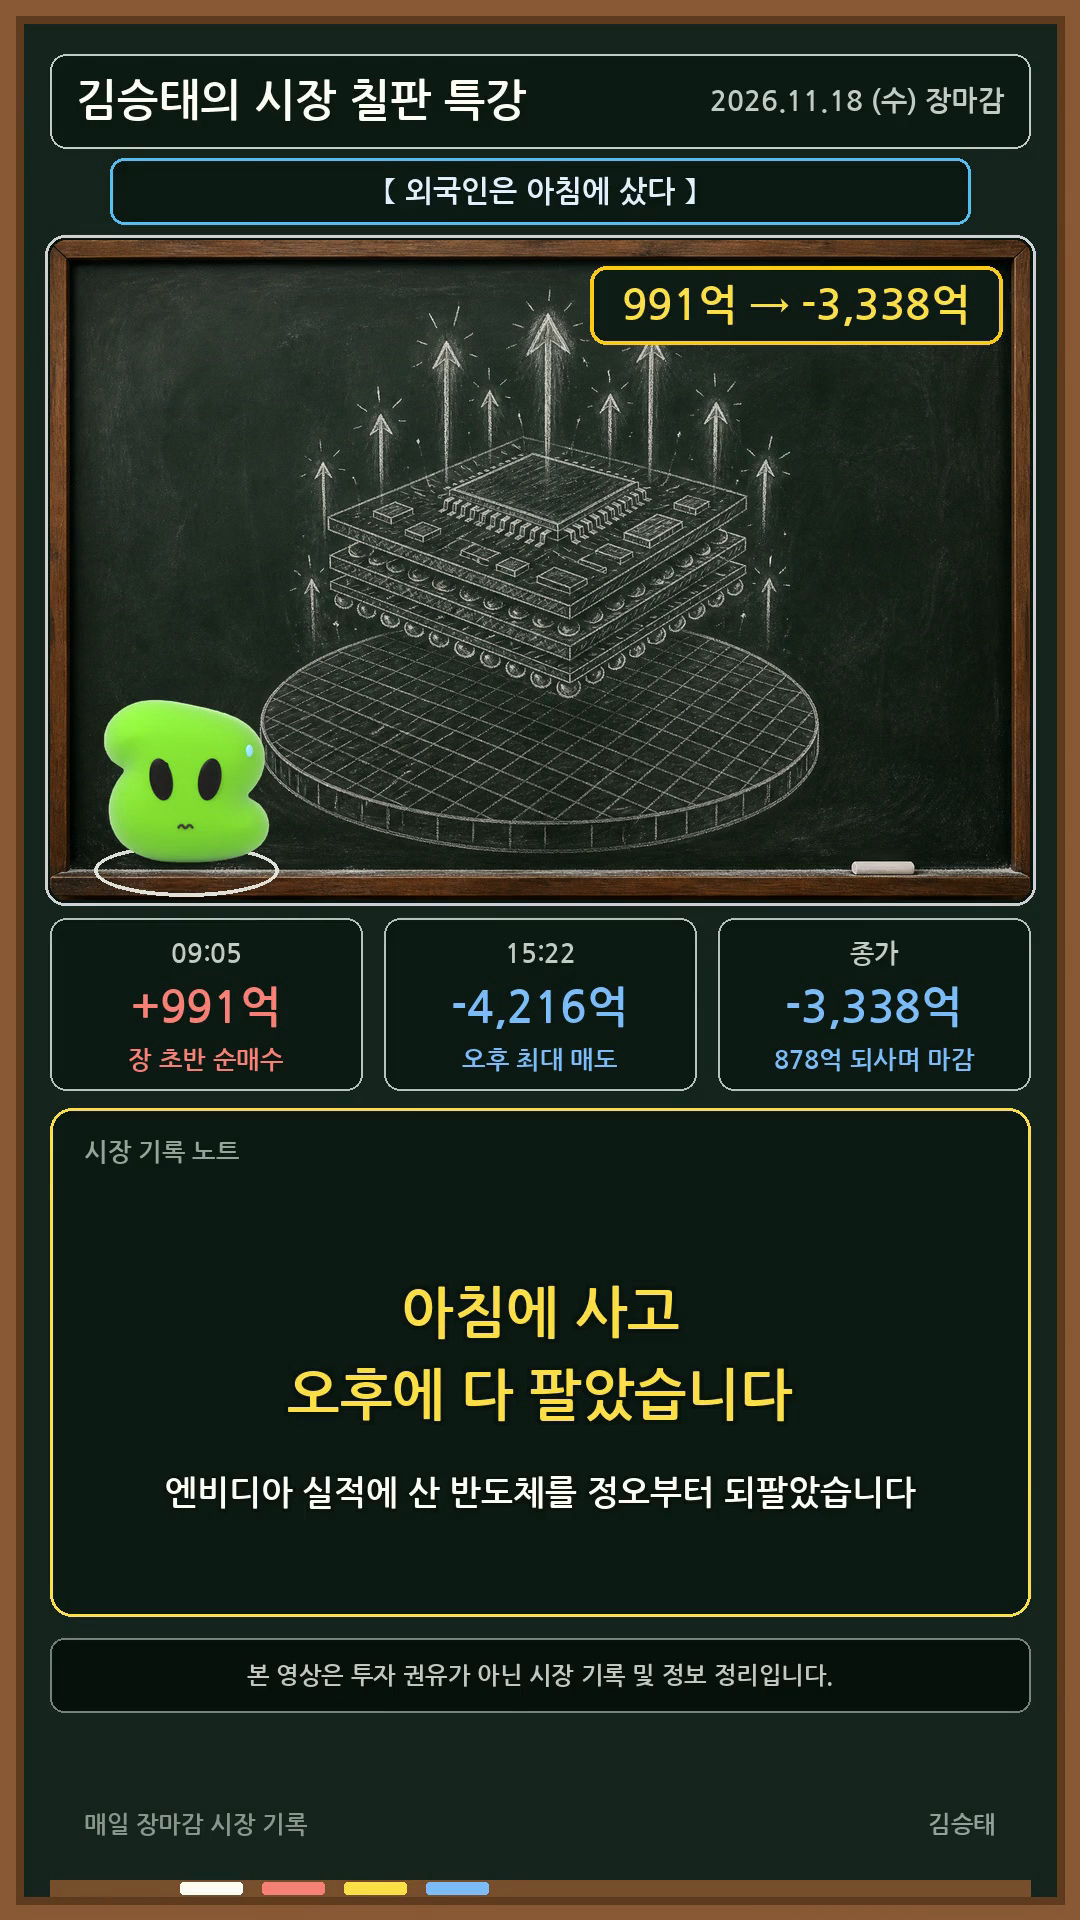 김승태의 시장 칠판 특강
2026.11.18 (수) 장마감
【 외국인은 아침에 샀다 】
991억 → -3,338억
09:05
+991억
장 초반 순매수
15:22
-4,216억
오후 최대 매도
종가
-3,338억
878억 되사며 마감
시장 기록 노트
아침에 사고
오후에 다 팔았습니다
엔비디아 실적에 산 반도체를 정오부터 되팔았습니다
본 영상은 투자 권유가 아닌 시장 기록 및 정보 정리입니다.
매일 장마감 시장 기록
김승태